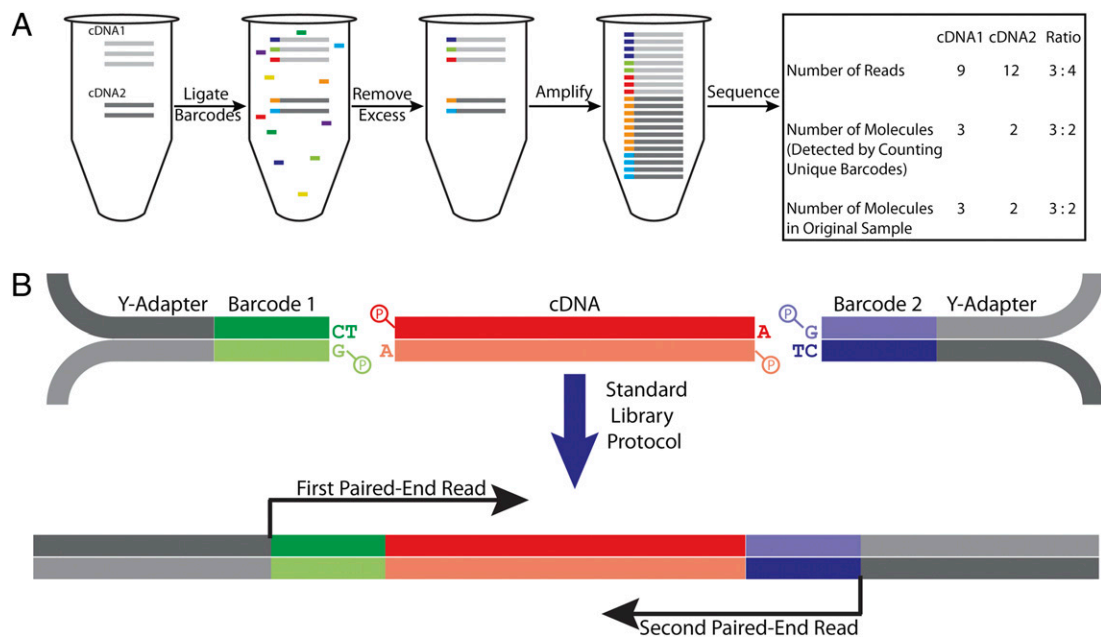 A
cDNA1
cDNA2
Ligate
Barcodes
Remove
Excess
Amplify
Sequence
cDNA1 cDNA2 Ratio
Number of Reads 9 12 3 : 4
Number of Molecules 3 2 3 : 2
(Detected by Counting
Unique Barcodes)
Number of Molecules 3 2 3 : 2
in Original Sample
B
Y-Adapter Barcode 1 cDNA Barcode 2 Y-Adapter
CT P A P G
G P A P TC
Standard
Library
Protocol
First Paired-End Read
Second Paired-End Read